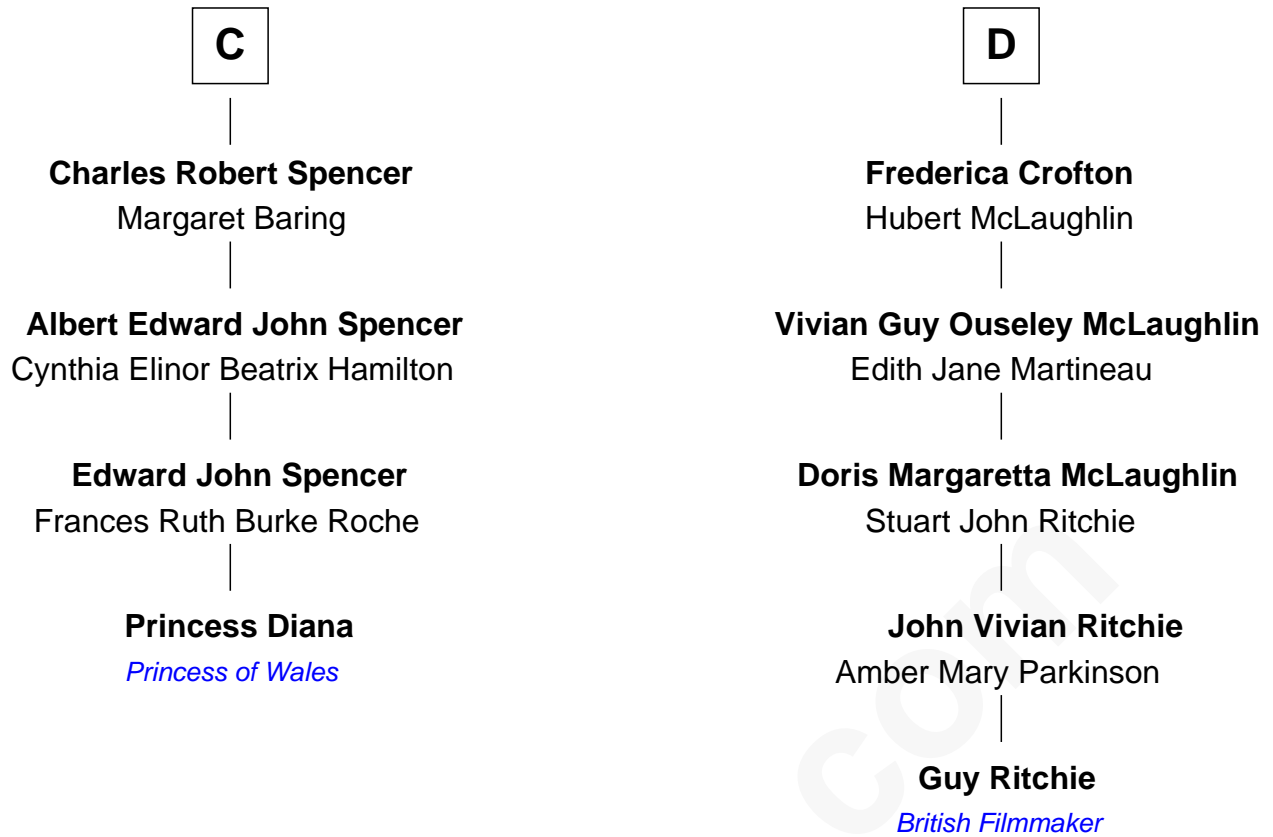 C
Charles Robert Spencer
Margaret Baring
Albert Edward John Spencer
Cynthia Elinor Beatrix Hamilton
Edward John Spencer
Frances Ruth Burke Roche
Princess Diana
Princess of Wales
D
Frederica Crofton
Hubert McLaughlin
Vivian Guy Ouseley McLaughlin
Edith Jane Martineau
Doris Margaretta McLaughlin
Stuart John Ritchie
John Vivian Ritchie
Amber Mary Parkinson
Guy Ritchie
British Filmmaker
com